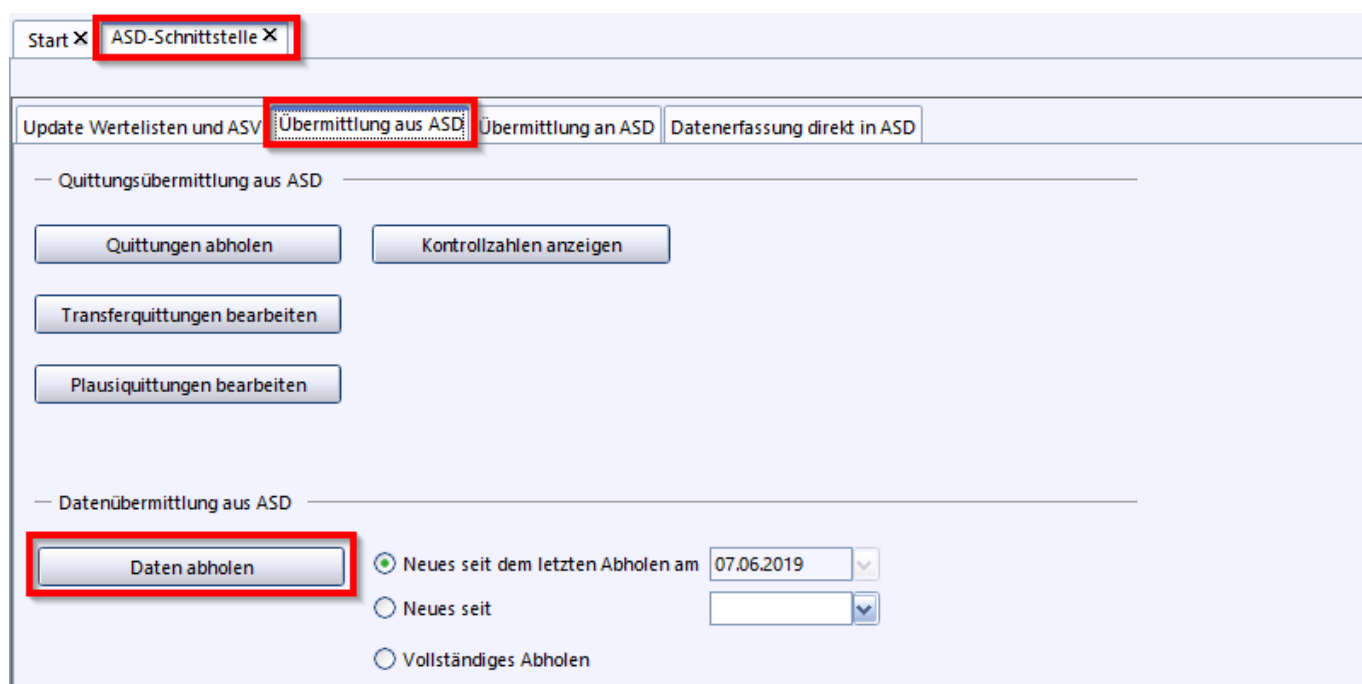 Start ASD-Schnittstelle
Update Wertelisten und ASV Übermittlung aus ASD Übermittlung an ASD Datenerfassung direkt in ASD
Quittungsübermittlung aus ASD
Quittungen abholen Kontrollzahlen anzeigen
Transferquittungen bearbeiten
Plausiquittungen bearbeiten
Datenübermittlung aus ASD
Daten abholen Neues seit dem letzten Abholen am 07.06.2019
Neues seit
Vollständiges Abholen